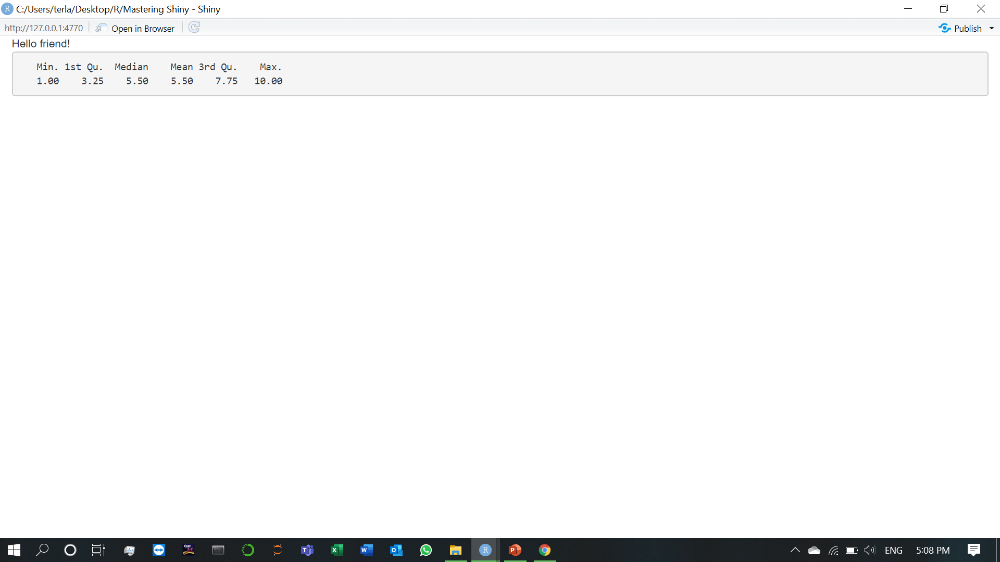 C:/Users/terla/Desktop/R/Mastering Shiny - Shiny
http://127.0.0.1:4770 Open in Browser Publish
Hello friend!
Min. 1st Qu. Median Mean 3rd Qu. Max.
1.00 3.25 5.50 5.50 7.75 10.00
ENG 5:08 PM